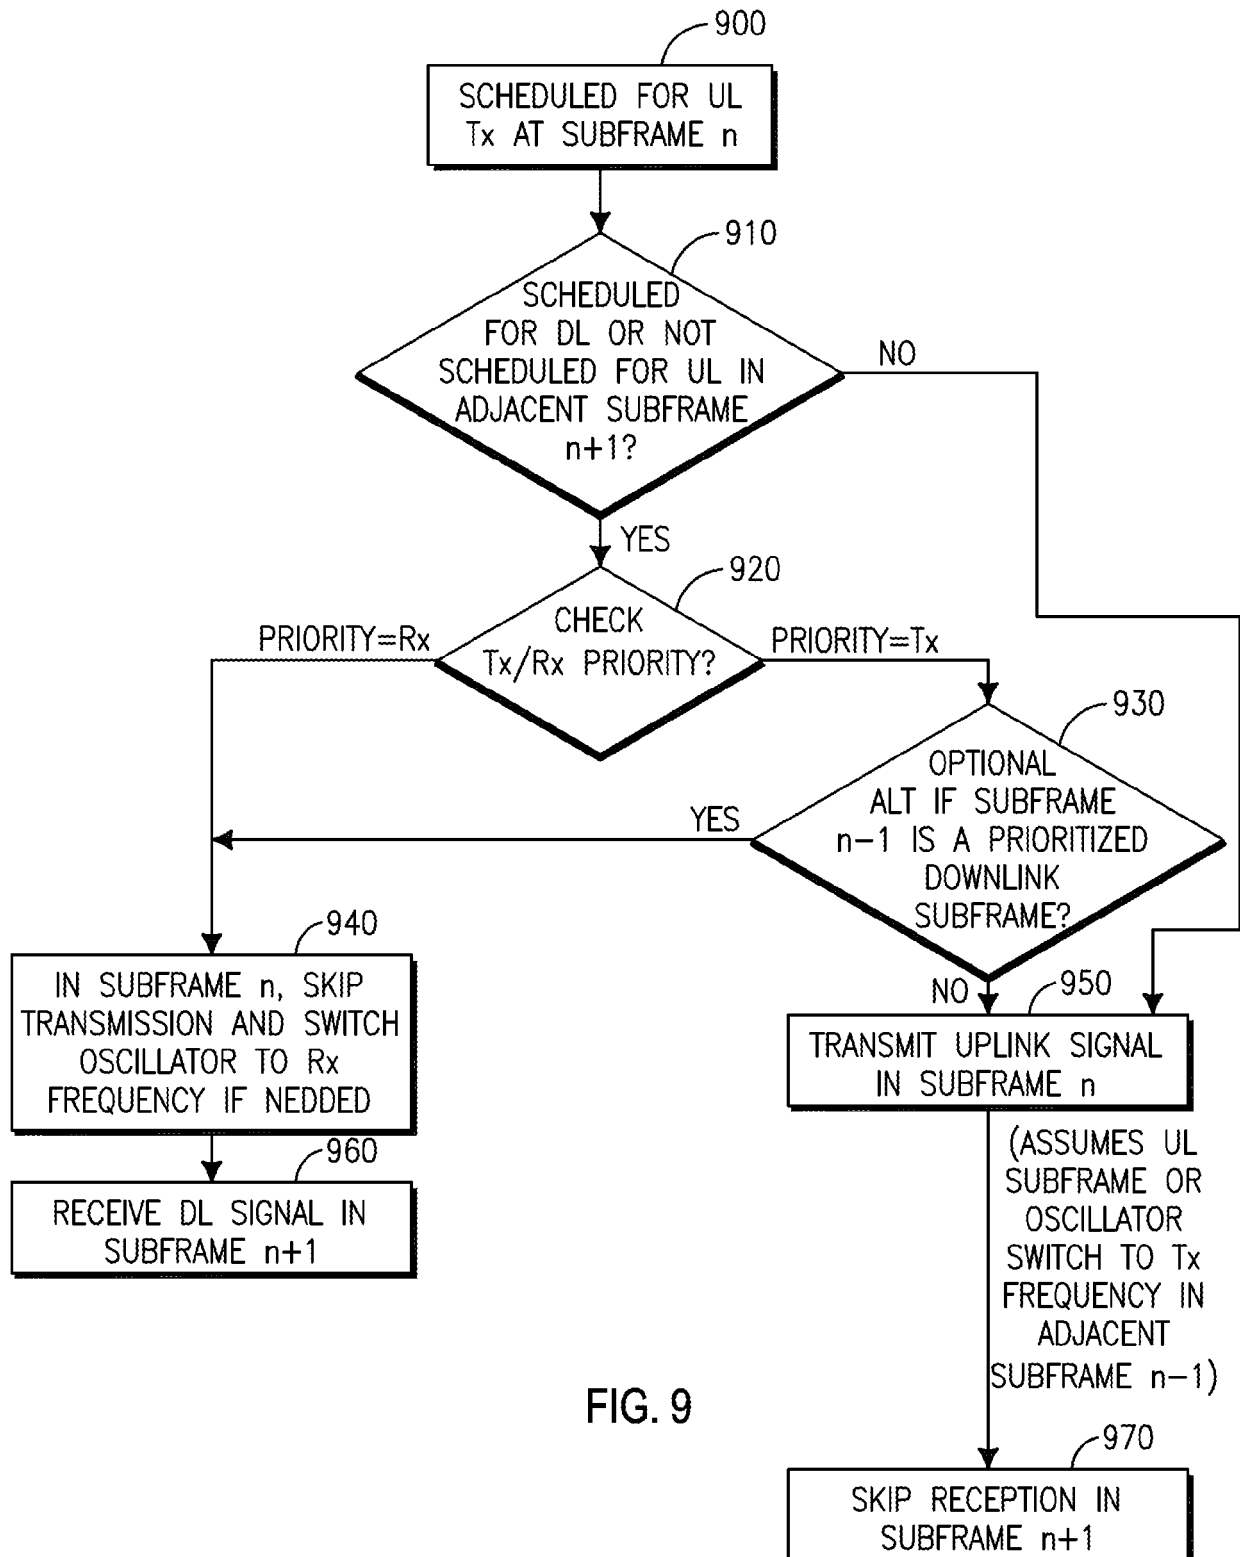 900
SCHEDULED FOR UL
Tx AT SUBFRAME n
910
SCHEDULED
FOR DL OR NOT
SCHEDULED FOR UL IN
ADJACENT SUBFRAME
n+1?
NO
YES
920
CHECK
Tx/Rx PRIORITY?
PRIORITY=Rx
PRIORITY=Tx
930
OPTIONAL
ALT IF SUBFRAME
n-1 IS A PRIORITIZED
DOWNLINK
SUBFRAME?
YES
NO
940
IN SUBFRAME n, SKIP
TRANSMISSION AND SWITCH
OSCILLATOR TO Rx
FREQUENCY IF NEDDED
950
TRANSMIT UPLINK SIGNAL
IN SUBFRAME n
960
RECEIVE DL SIGNAL IN
SUBFRAME n+1
(ASSUMES UL
SUBFRAME OR
OSCILLATOR
SWITCH TO Tx
FREQUENCY IN
ADJACENT
SUBFRAME n-1)
970
SKIP RECEPTION IN
SUBFRAME n+1
FIG. 9